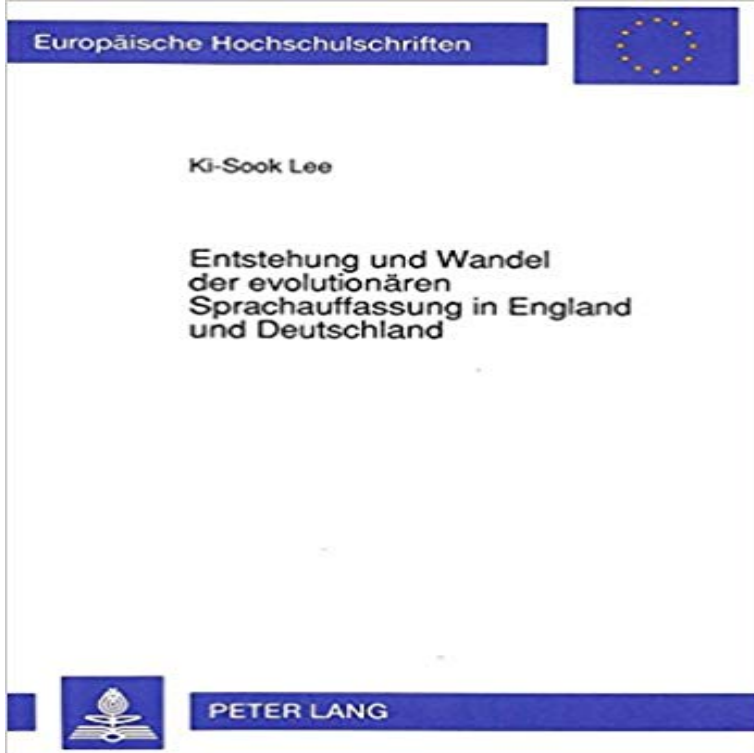 Europäische Hochschulschriften
Ki-Sook Lee
Entstehung und Wandel
der evolutionären
Sprachauffassung in England
und Deutschland
PETER LANG